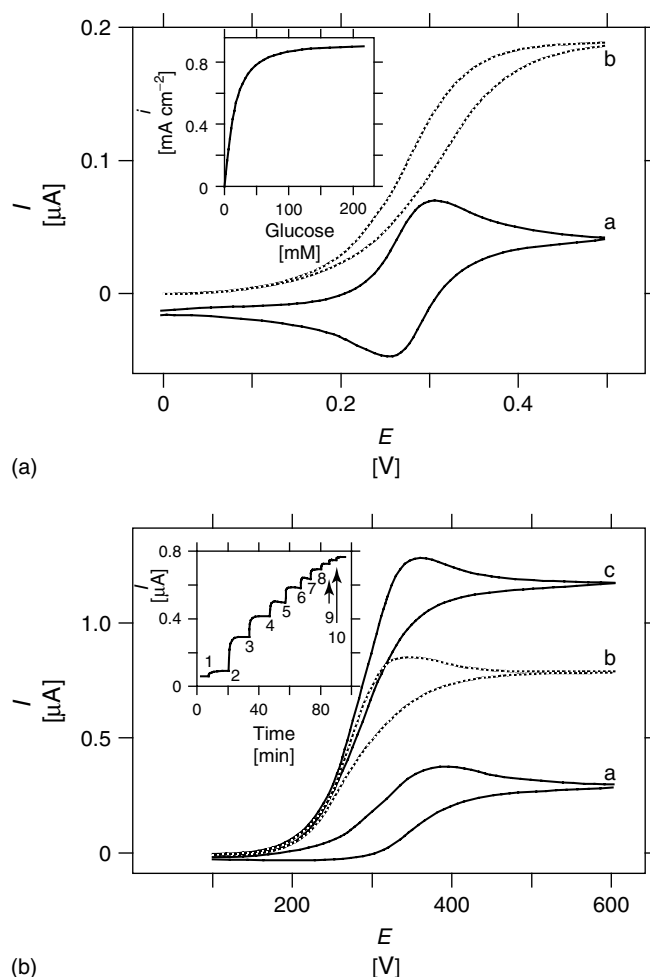 0.2
0.1
0
I
[μA]
0.8
0.4
0
i
[mA cm−2]
0 100 200
Glucose
[mM]
b
a
0 0.2 0.4
E
[V]
(a)
1.0
0.5
0
I
[μA]
0.8
0.4
0
I
[μA]
1
2
3
4
5
6
7
8
9
10
0 40 80
Time
[min]
c
b
a
200 400 600
E
[V]
(b)